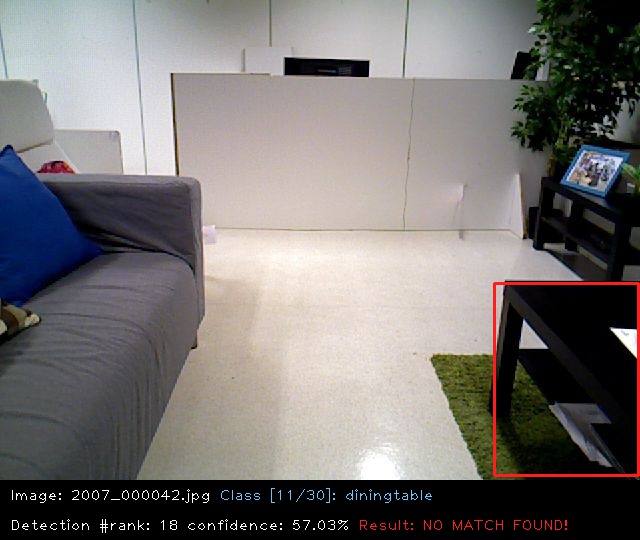 Image: 2007_000042.jpg Class [11/30]: diningtable
Detection #rank: 18 confidence: 57.03% Result: NO MATCH FOUND!